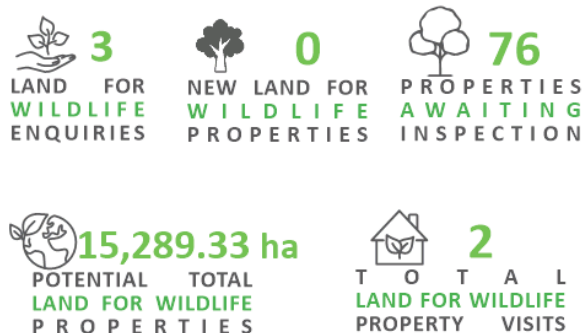 3
LAND FOR
WILDLIFE
ENQUIRIES
0
NEW LAND FOR
WILDLIFE
PROPERTIES
76
PROPERTIES
AWAITING
INSPECTION
15,289.33 ha
POTENTIAL TOTAL
LAND FOR WILDLIFE
PROPERTIES
2
TOTAL
LAND FOR WILDLIFE
PROPERTY VISITS